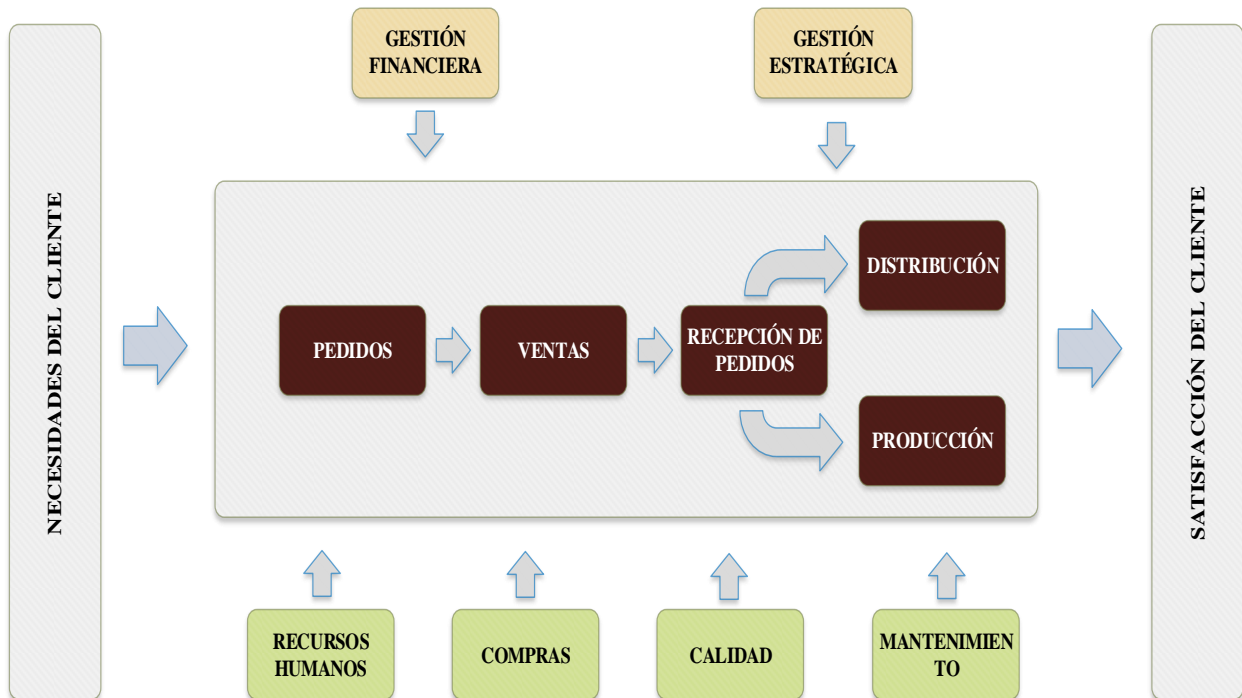 GESTIÓN
FINANCIERA
GESTIÓN
ESTRATÉGICA
NECESIDADES DEL CLIENTE
PEDIDOS
VENTAS
RECEPCIÓN DE
PEDIDOS
DISTRIBUCIÓN
PRODUCCIÓN
SATISFACCIÓN DEL CLIENTE
RECURSOS
HUMANOS
COMPRAS
CALIDAD
MANTENIMIEN
TO